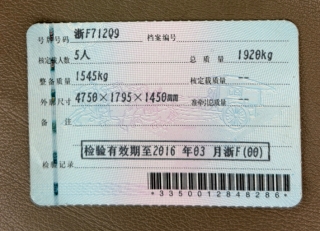 号牌号码 浙F712Q9 档案编号
核定载人数 5人 总质量 1920kg
整备质量 1545kg 核定载质量 --
外廓尺寸 4750×1795×1450mm 准牵引总质量 --
备注
检验有效期至2016 年03 月浙F(00)
检验记录
*3350012848286*